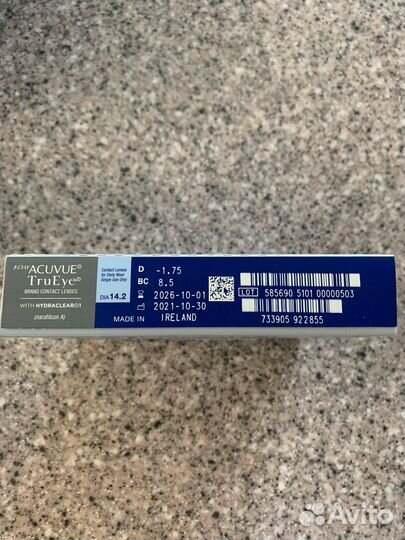 1·DAY ACUVUE®
TruEye®
BRAND CONTACT LENSES
WITH HYDRACLEAR®1
(narafilcon A)
Contact Lenses
for Daily Wear
Single Use Only
DIA 14.2
D -1.75
BC 8.5
2026-10-01
2021-10-30
MADE IN IRELAND
LOT 585690 5101 00000503
733905 922855
Avito